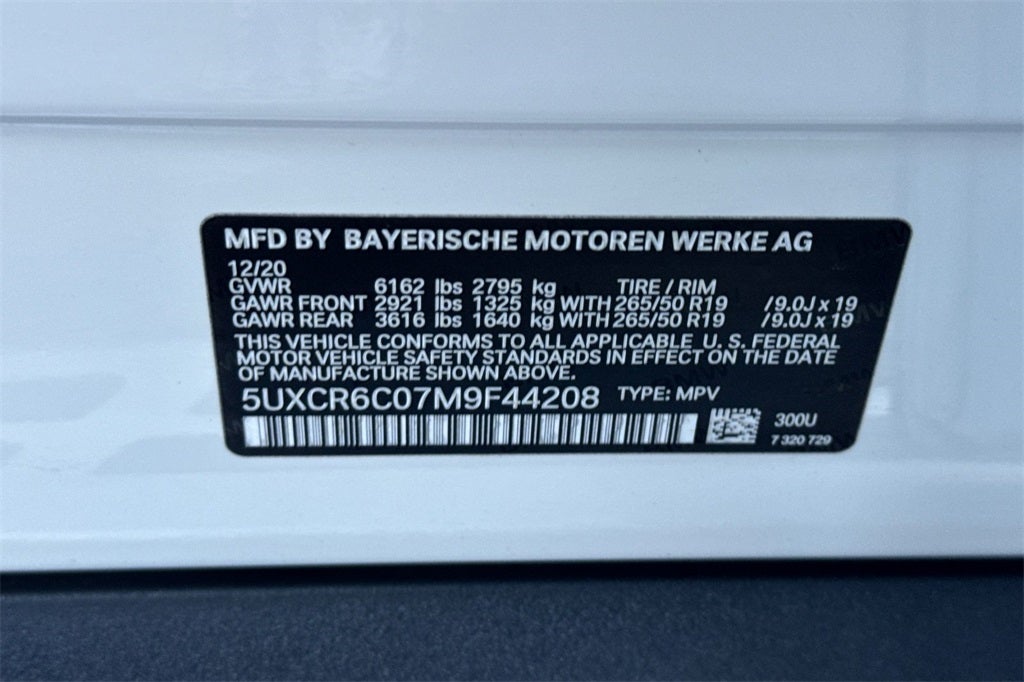 MFD BY BAYERISCHE MOTOREN WERKE AG
12/20
GVWR 6162 lbs 2795 kg TIRE / RIM
GAWR FRONT 2921 lbs 1325 kg WITH 265/50 R19 /9.0J x 19
GAWR REAR 3616 lbs 1640 kg WITH 265/50 R19 /9.0J x 19
THIS VEHICLE CONFORMS TO ALL APPLICABLE U. S. FEDERAL
MOTOR VEHICLE SAFETY STANDARDS IN EFFECT ON THE DATE
OF MANUFACTURE SHOWN ABOVE.
5UXCR6C07M9F44208 TYPE: MPV
300U
7 320 729